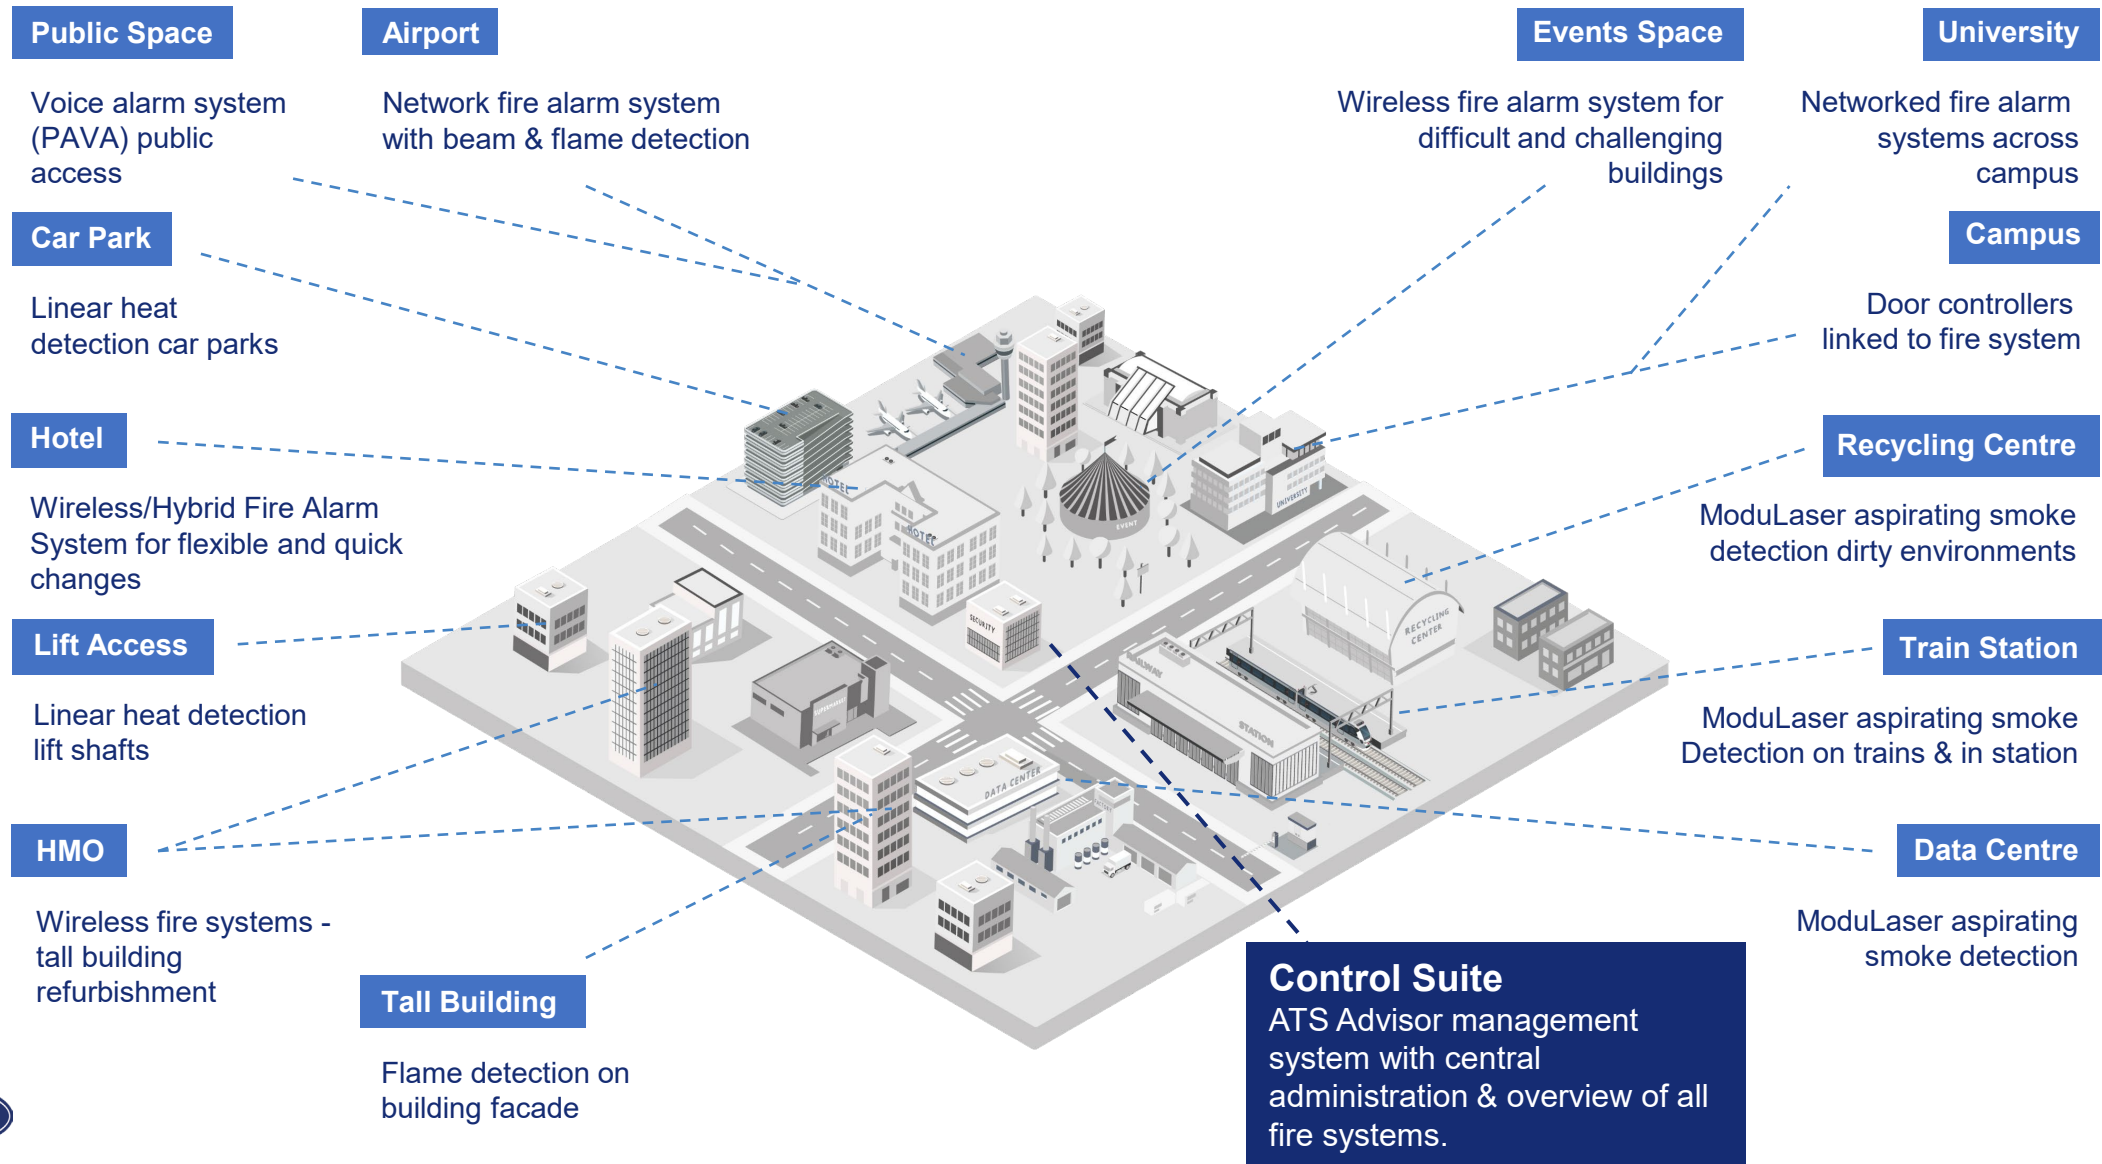 Public Space
Voice alarm system
(PAVA) public
access
Airport
Network fire alarm system
with beam & flame detection
Events Space
Wireless fire alarm system for
difficult and challenging
buildings
University
Networked fire alarm
systems across
campus
Car Park
Linear heat
detection car parks
Campus
Door controllers
linked to fire system
Hotel
Wireless/Hybrid Fire Alarm
System for flexible and quick
changes
Recycling Centre
ModuLaser aspirating smoke
detection dirty environments
Lift Access
Linear heat detection
lift shafts
Train Station
ModuLaser aspirating smoke
Detection on trains & in station
HMO
Wireless fire systems -
tall building
refurbishment
Data Centre
ModuLaser aspirating
smoke detection
Tall Building
Flame detection on
building facade
Control Suite
ATS Advisor management
system with central
administration & overview of all
fire systems.
HOTEL
HOTEL
EVENT
UNIVERSITY
SECURITY
RECYCLING
CENTER
RAILWAY
STATION
SUPERMARKET
DATA CENTER